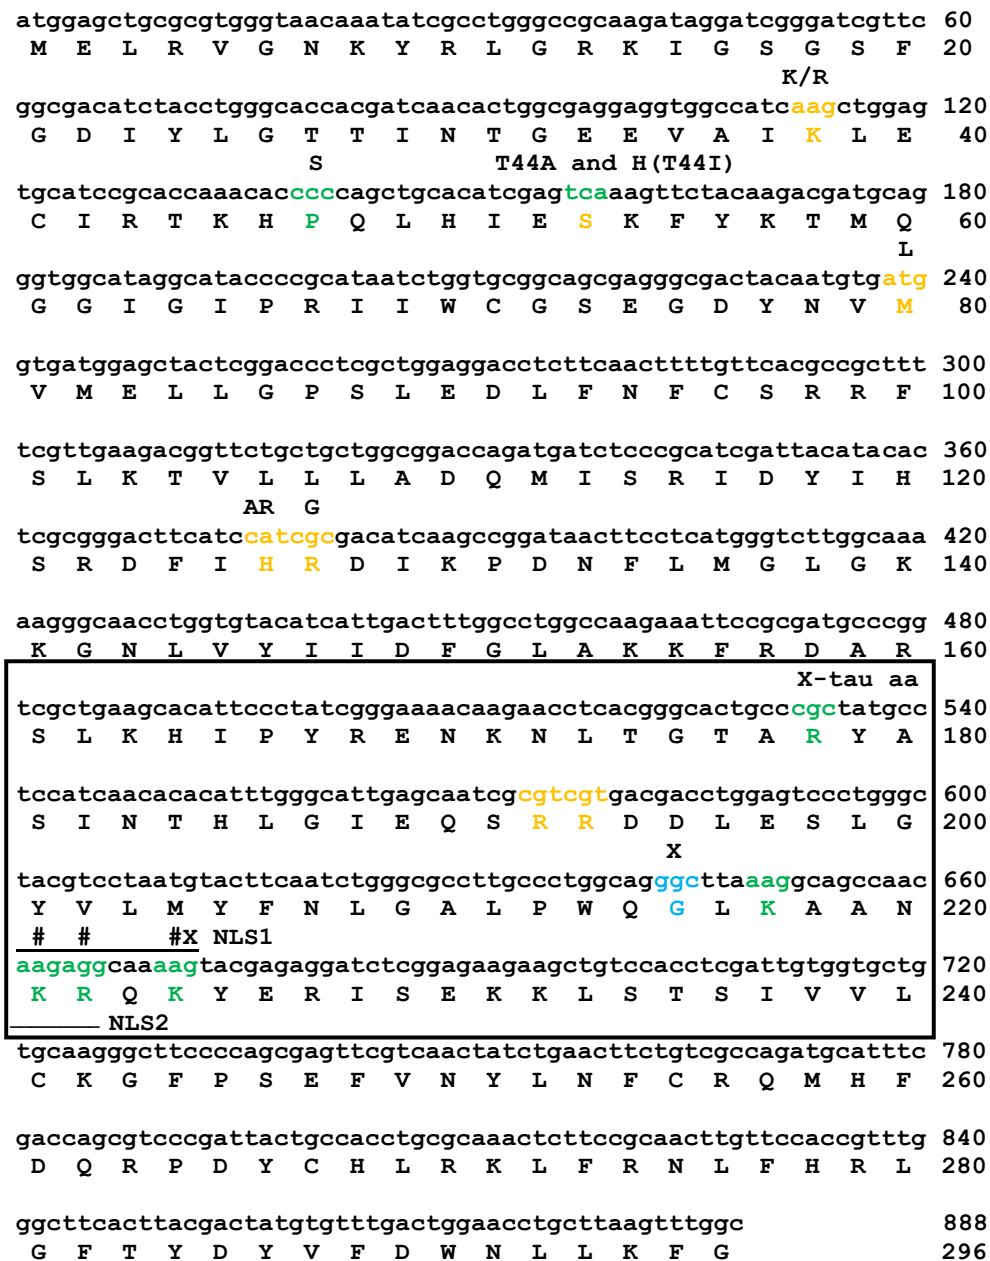 atggagctgcgcgtgggtaacaaatatcgcctgggccgcaagataggatcgggatcgttc 60
M E L R V G N K Y R L G R K I G S G S F 20
K/R
ggcgacatctacctgggcaccacgatcaacactggcgaggaggtggccatcaagctggag 120
G D I Y L G T T I N T G E E V A I K L E 40
S T44A and H(T44I)
tgcatccgcaccaaacacccccagctgcacatcgagtcaaagttctacaagacgatgcag 180
C I R T K H P Q L H I E S K F Y K T M Q 60
L
ggtggcataggcataccccgcataatctggtgcggcagcgagggcgactacaatgtgatg 240
G G I G I P R I I W C G S E G D Y N V M 80
gtgatggagctactcggaccctcgctggaggacctcttcaacttttgttcacgccgcttt 300
V M E L L G P S L E D L F N F C S R R F 100
tcgttgaagacggttctgctgctggcggaccagatgatctcccgcatcgattacatacac 360
S L K T V L L L A D Q M I S R I D Y I H 120
AR G
tcgcgggacttcatccatcgcgacatcaagccggataacttcctcatgggtcttggcaaa 420
S R D F I H R D I K P D N F L M G L G K 140
aagggcaacctggtgtacatcattgactttggcctggccaagaaattccgcgatgcccgg 480
K G N L V Y I I D F G L A K K F R D A R 160
X-tau aa
tcgctgaagcacattccctatcgggaaaacaagaacctcacgggcactgcccgctatgcc 540
S L K H I P Y R E N K N L T G T A R Y A 180
tccatcaacacacatttgggcattgagcaatcgcgtcgtgacgacctggagtccctgggc 600
S I N T H L G I E Q S R R D D L E S L G 200
X
tacgtcctaatgtacttcaatctgggcgccttgccctggcagggcttaaaggcagccaac 660
Y V L M Y F N L G A L P W Q G L K A A N 220
# # #X NLS1
aagaggcaaaagtacgagaggatctcggagaagaagctgtccacctcgattgtggtgctg 720
K R Q K Y E R I S E K K L S T S I V V L 240
NLS2
tgcaagggcttccccagcgagttcgtcaactatctgaacttctgtcgccagatgcatttc 780
C K G F P S E F V N Y L N F C R Q M H F 260
gaccagcgtcccgattactgccacctgcgcaaactcttccgcaacttgttccaccgtttg 840
D Q R P D Y C H L R K L F R N L F H R L 280
ggcttcacttacgactatgtgtttgactggaacctgcttaagtttggc 888
G F T Y D Y V F D W N L L K F G 296